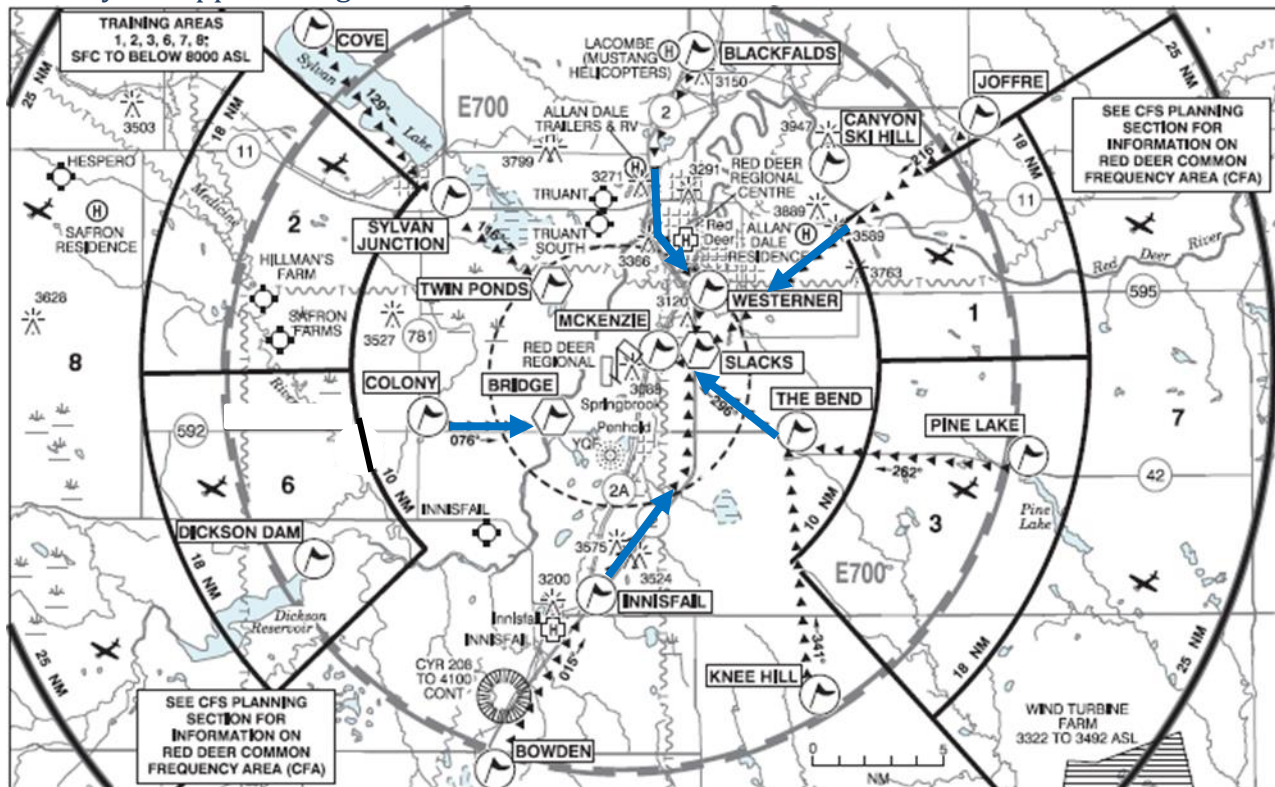 TRAINING AREAS
1, 2, 3, 6, 7, 8;
SFC TO BELOW 8000 ASL
COVE
LACOMBE
(MUSTANG
HELICOPTERS)
H
BLACKFALDS
3150
25 NM
JOFFRE
25 NM
SEE CFS PLANNING
SECTION FOR
INFORMATION ON
RED DEER COMMON
FREQUENCY AREA (CFA)
3503
Sylvan
Lake
129°
E700
2
ALLAN DALE
TRAILERS & RV
3947
CANYON
SKI HILL
18 NM
18 NM
11
216°
HESPERO
H
SAFRON
RESIDENCE
Medicine
River
3799
3271
H
3291
RED DEER
REGIONAL
CENTRE
TRUANT
TRUANT
SOUTH
3889
ALLAN
DALE
RESIDENCE
H
3589
11
2
SYLVAN
JUNCTION
116°
Red
Deer
H
3366
3763
Red Deer River
HILLMAN'S
FARM
SAFRON
FARMS
TWIN PONDS
3120
WESTERNER
595
3628
3527
781
MCKENZIE
1
8
RED DEER
REGIONAL
3088
SLACKS
COLONY
BRIDGE
Springbrook
296°
THE BEND
7
592
076°
Penhold
YQF
PINE LAKE
262°
42
6
10 NM
2A
10 NM
3
Pine
Lake
INNISFAIL
DICKSON DAM
3575
3524
E700
18 NM
3200
INNISFAIL
Dickson
Reservoir
Innisfail
INNISFAIL
H
25 NM
CYR 208
TO 4100
CONT
015°
341°
KNEE HILL
18 NM
25 NM
SEE CFS PLANNING
SECTION FOR
INFORMATION ON
RED DEER COMMON
FREQUENCY AREA (CFA)
BOWDEN
0 5
NM
WIND TURBINE
FARM
3322 TO 3492 ASL